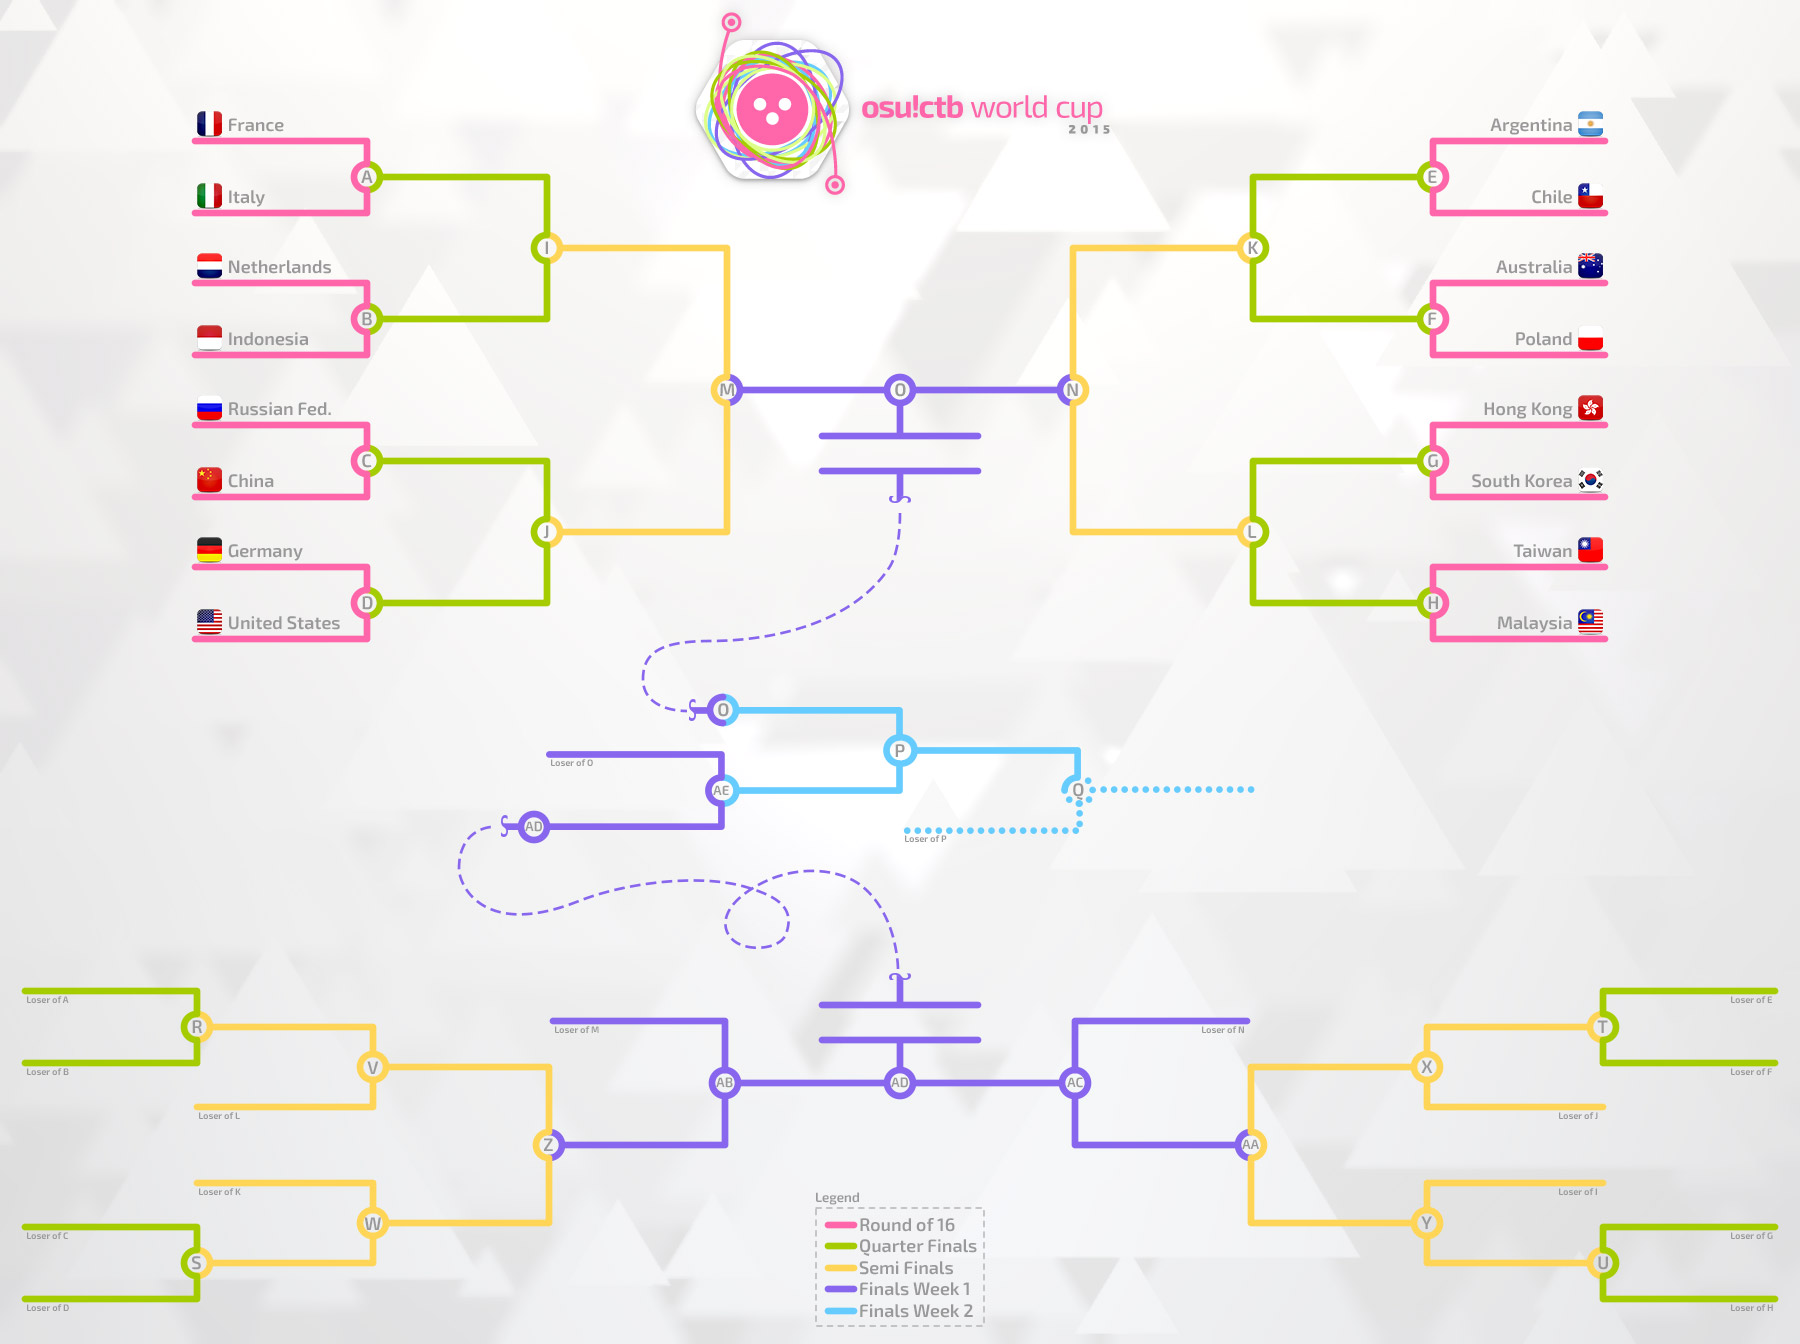 osu!ctb world cup
2015
France
Italy
Netherlands
Indonesia
Russian Fed.
China
Germany
United States
A
B
C
D
I
J
M
O
N
K
L
E
F
G
H
Argentina
Chile
Australia
Poland
Hong Kong
South Korea
Taiwan
Malaysia
O
P
Loser of O
AE
Q
AD
Loser of P
Loser of A
R
Loser of B
V
Loser of L
Loser of K
W
Loser of C
S
Loser of D
Z
Loser of M
AB
AD
AC
Loser of N
AA
Loser of E
T
Loser of F
X
Loser of J
Loser of I
Y
Loser of G
U
Loser of H
Legend
Round of 16
Quarter Finals
Semi Finals
Finals Week 1
Finals Week 2